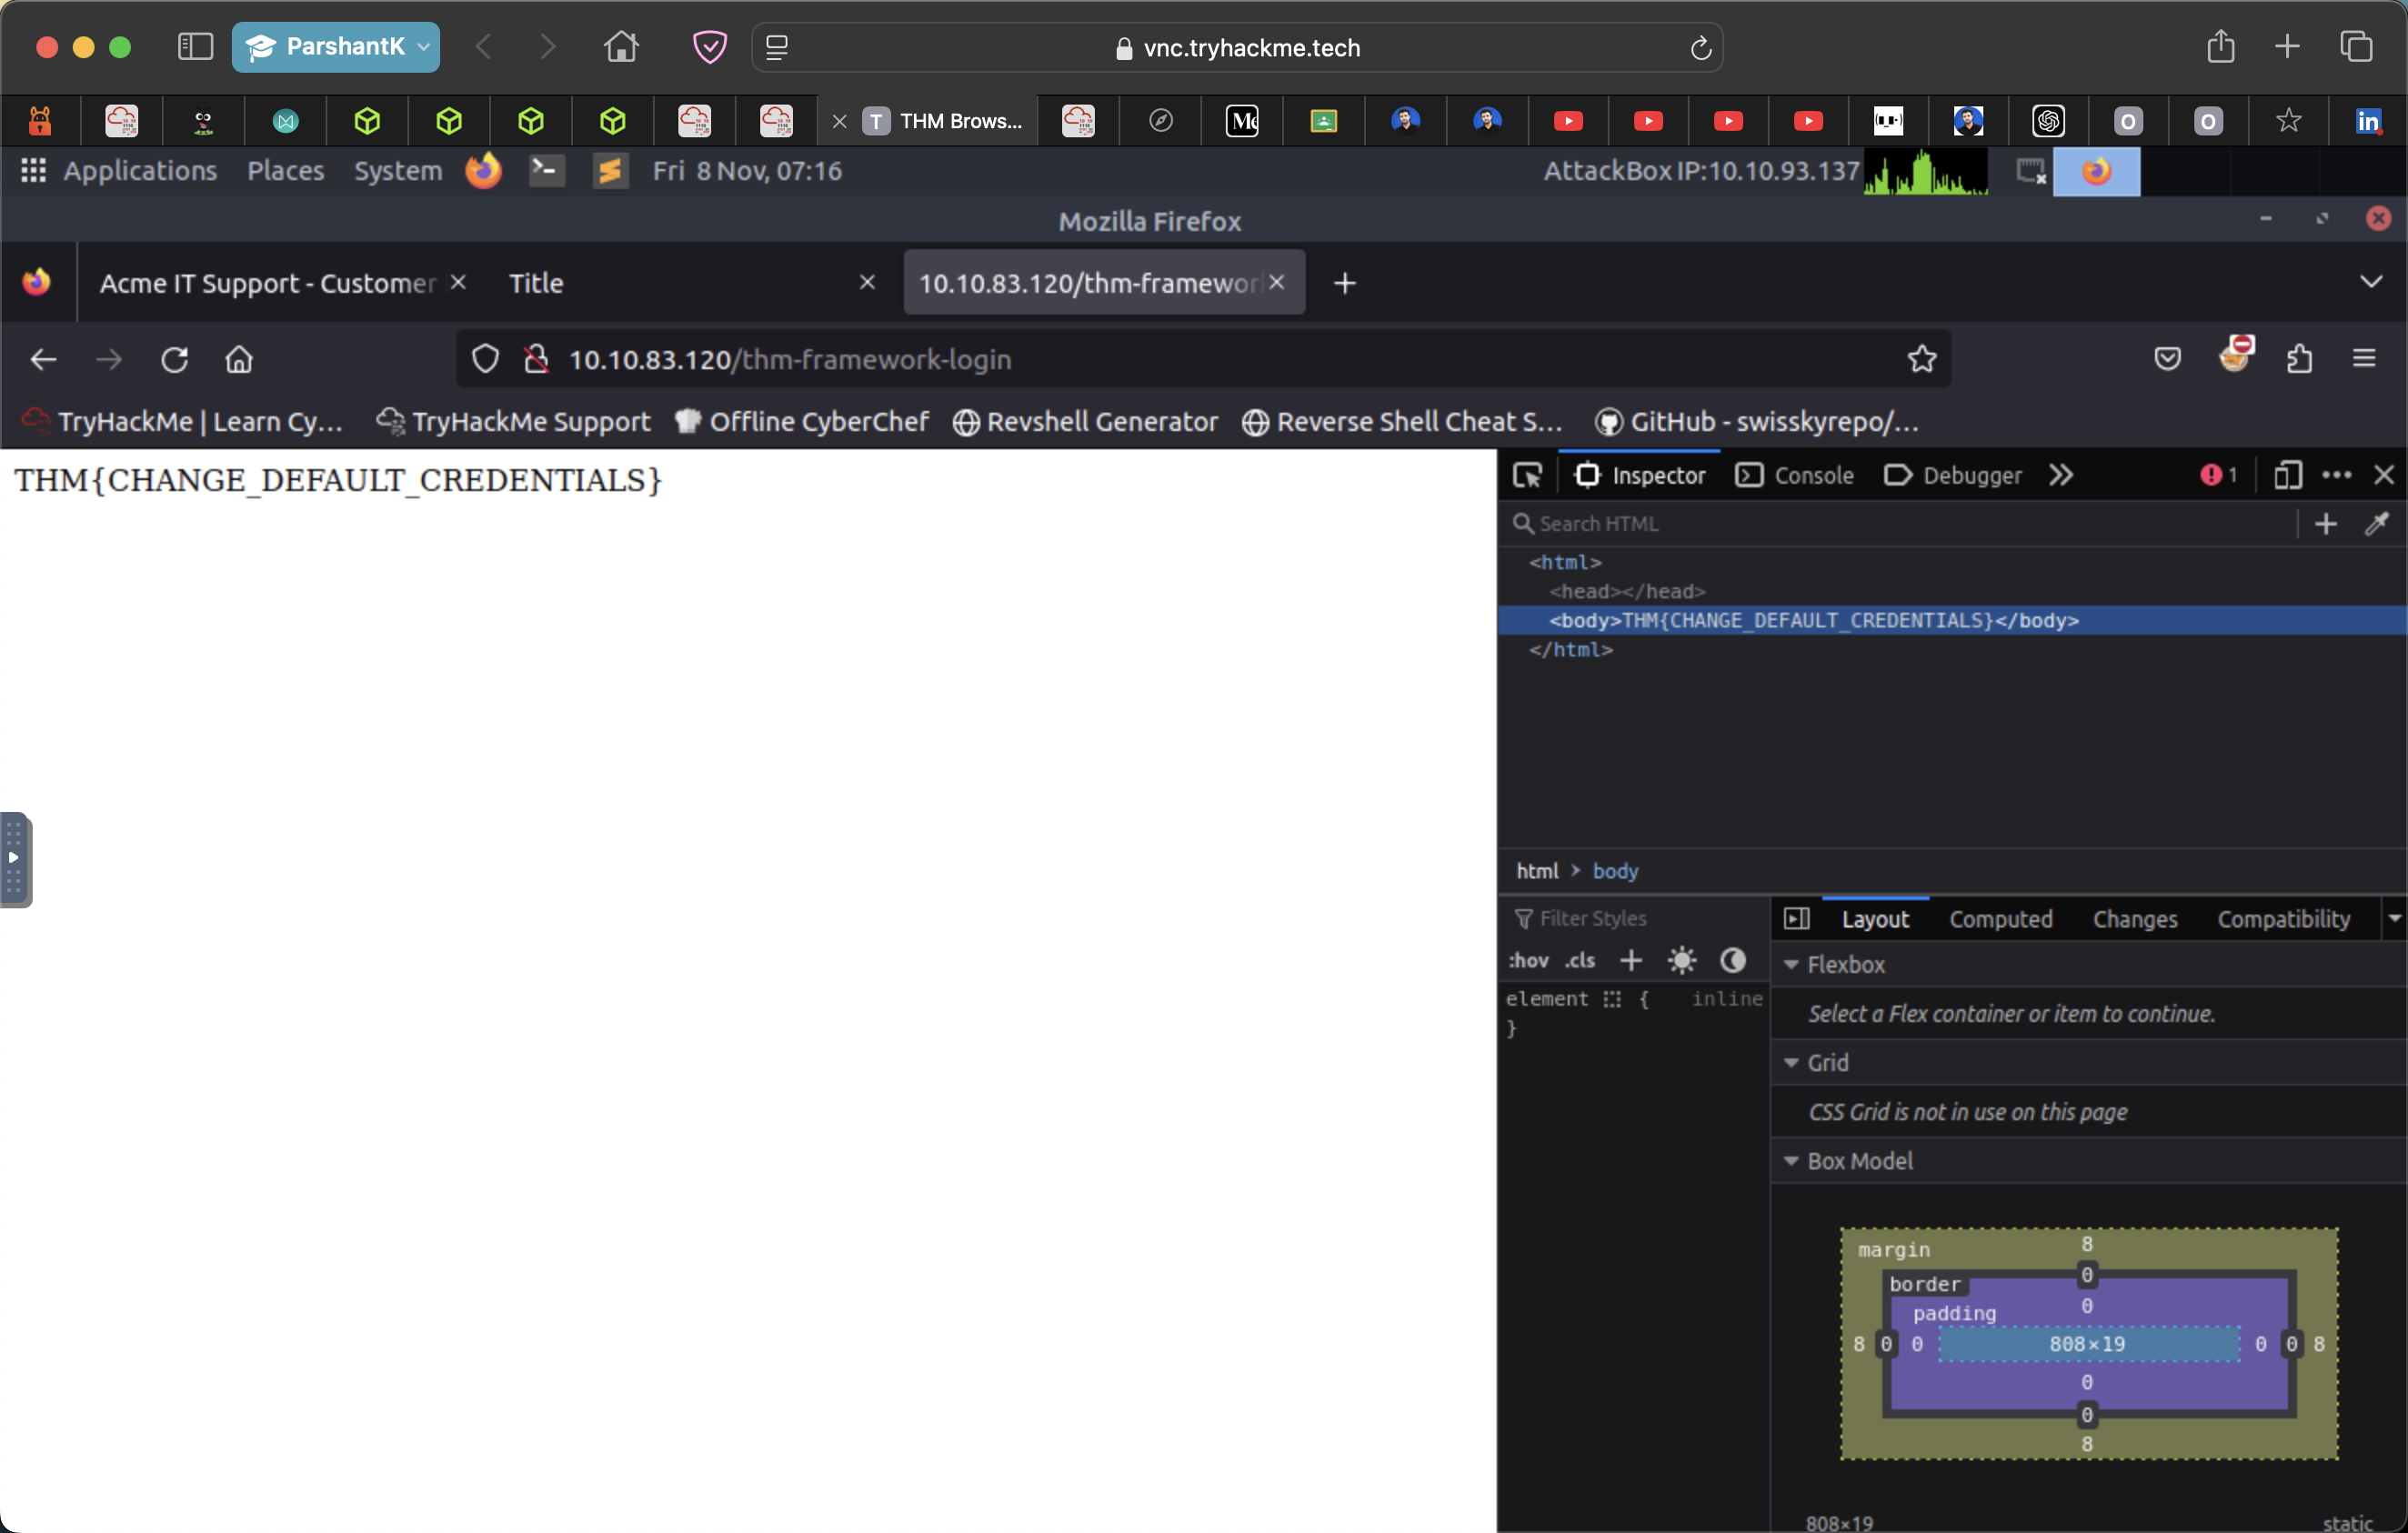 ParshantK
vnc.tryhackme.tech
T THM Brows...
Applications Places System Fri 8 Nov, 07:16 AttackBox IP:10.10.93.137
Mozilla Firefox
Acme IT Support - Customer
Title
10.10.83.120/thm-framewor
10.10.83.120/thm-framework-login
TryHackMe | Learn Cy...
TryHackMe Support
Offline CyberChef
Revshell Generator
Reverse Shell Cheat S...
GitHub - swisskyrepo/...
THM{CHANGE_DEFAULT_CREDENTIALS}
Inspector Console Debugger 1
Search HTML
<html>
<head></head>
<body>THM{CHANGE_DEFAULT_CREDENTIALS}</body>
</html>
html > body
Filter Styles
:hov .cls
element { inline
}
Layout Computed Changes Compatibility
Flexbox
Select a Flex container or item to continue.
Grid
CSS Grid is not in use on this page
Box Model
margin 8
border 0
padding 0
8 0 0 808×19 0 0 8
0
0
8
808×19 static